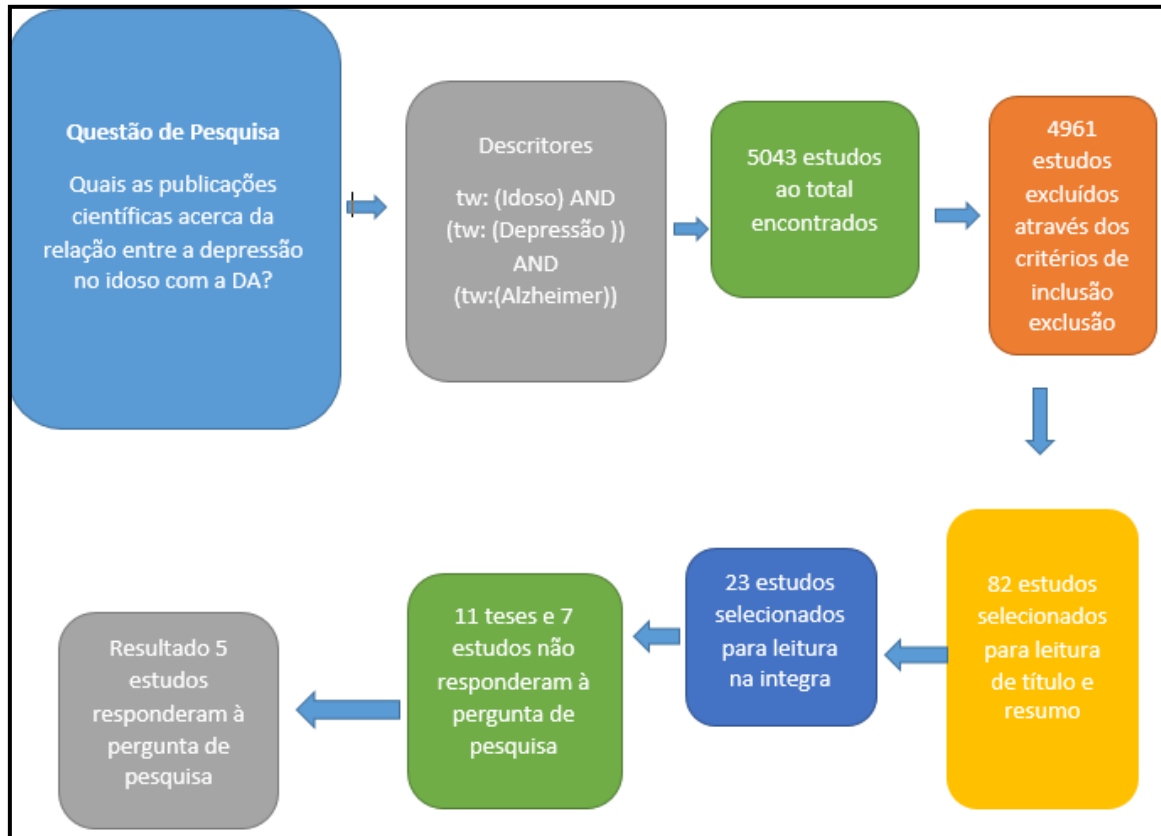 Questão de Pesquisa
Quais as publicações
científicas acerca da
relação entre a depressão
no idoso com a DA?
Descritores
tw: (Idoso) AND
(tw: (Depressão ))
AND
(tw:(Alzheimer))
5043 estudos
ao total
encontrados
4961
estudos
excluídos
através dos
critérios de
inclusão
exclusão
82 estudos
selecionados
para leitura
de título e
resumo
23 estudos
selecionados
para leitura
na integra
11 teses e 7
estudos não
responderam à
pergunta de
pesquisa
Resultado 5
estudos
responderam à
pergunta de
pesquisa